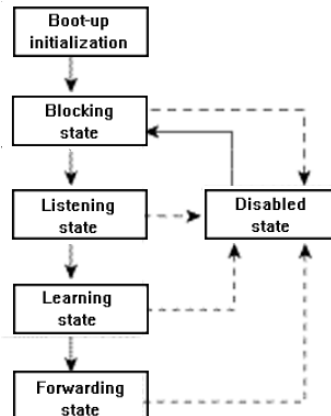 Boot-up
initialization
Blocking
state
Listening
state
Disabled
state
Learning
state
Forwarding
state